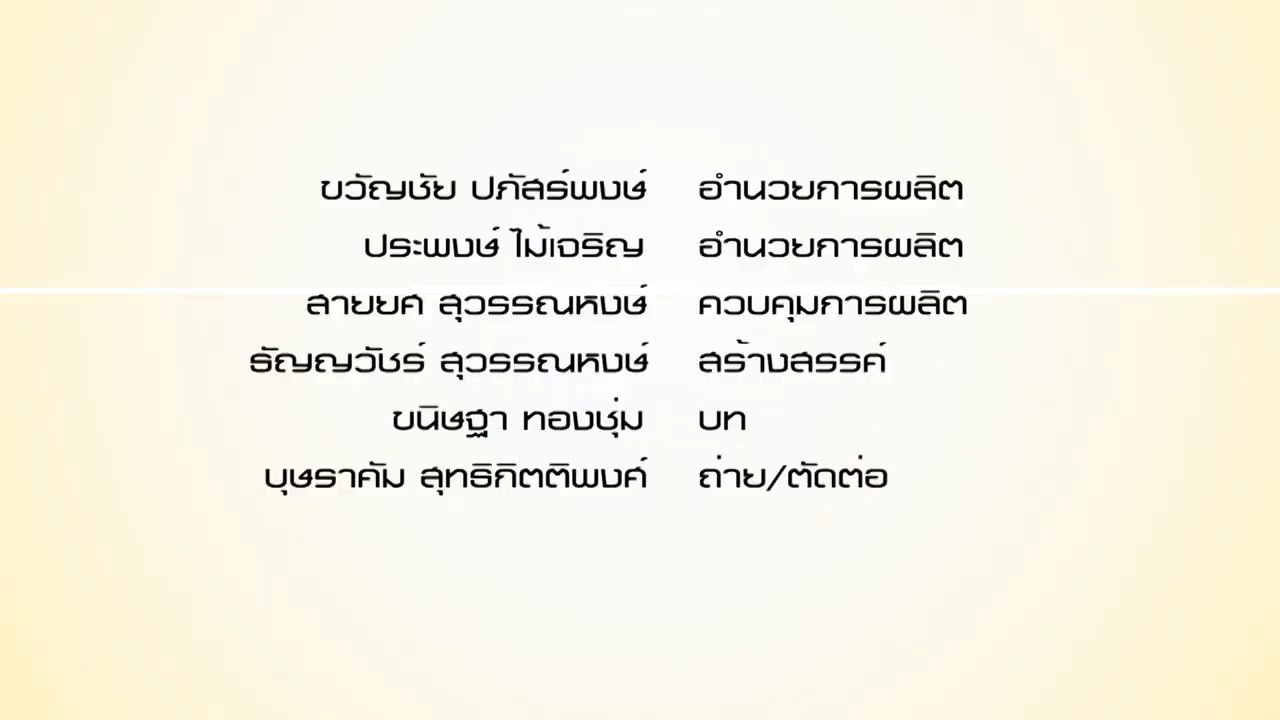 ขวัญชัย ปภัสร์พงษ์ อำนวยการผลิต
ประพงษ์ ไม้เจริญ อำนวยการผลิต
สายยศ สุวรรณหงษ์ ควบคุมการผลิต
ธัญญวัชร์ สุวรรณหงษ์ สร้างสรรค์
ขนิษฐา ทองชุ่ม บท
บุษราคัม สุทธิกิตติพงศ์ ถ่าย/ตัดต่อ